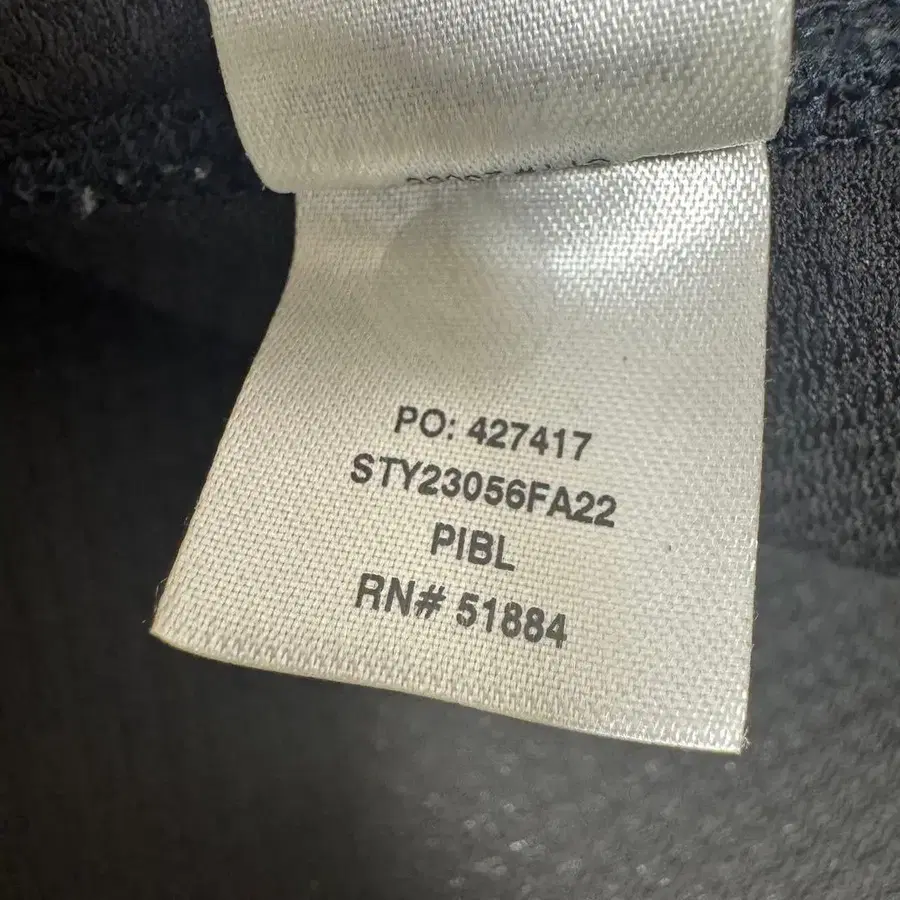 PO: 427417
STY23056FA22
PIBL
RN# 51884